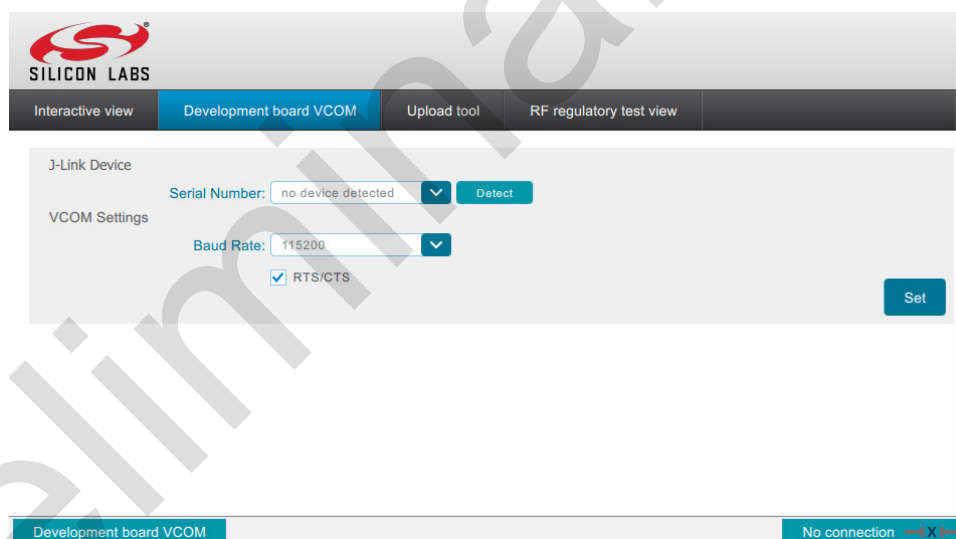 SILICON LABS
Interactive view Development board VCOM Upload tool RF regulatory test view
J-Link Device
Serial Number: no device detected Detect
VCOM Settings
Baud Rate: 115200
RTS/CTS
Set
Development board VCOM No connection X